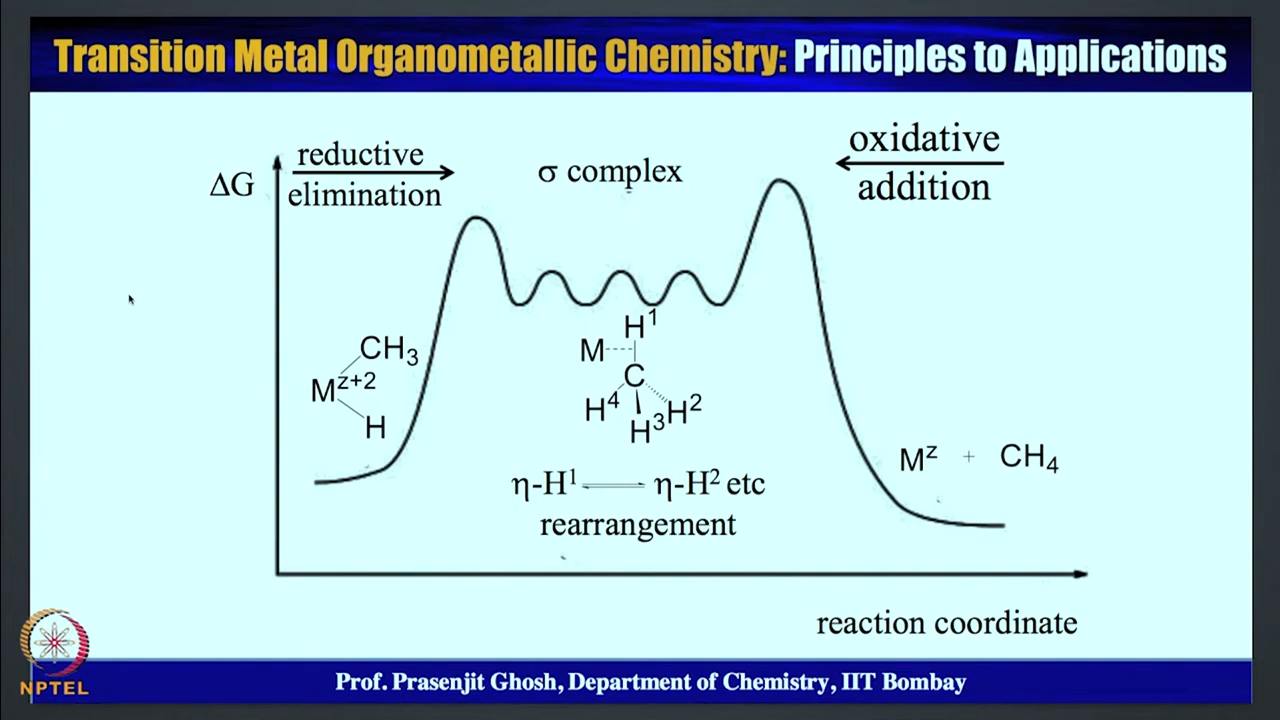 Transition Metal Organometallic Chemistry: Principles to Applications
ΔG
reductive
elimination
σ complex
oxidative
addition
CH₃
Mᶻ⁺²
H
H¹
M
C
H⁴
H³
H²
η-H¹ ⇌ η-H² etc
rearrangement
Mᶻ + CH₄
reaction coordinate
NPTEL
Prof. Prasenjit Ghosh, Department of Chemistry, IIT Bombay